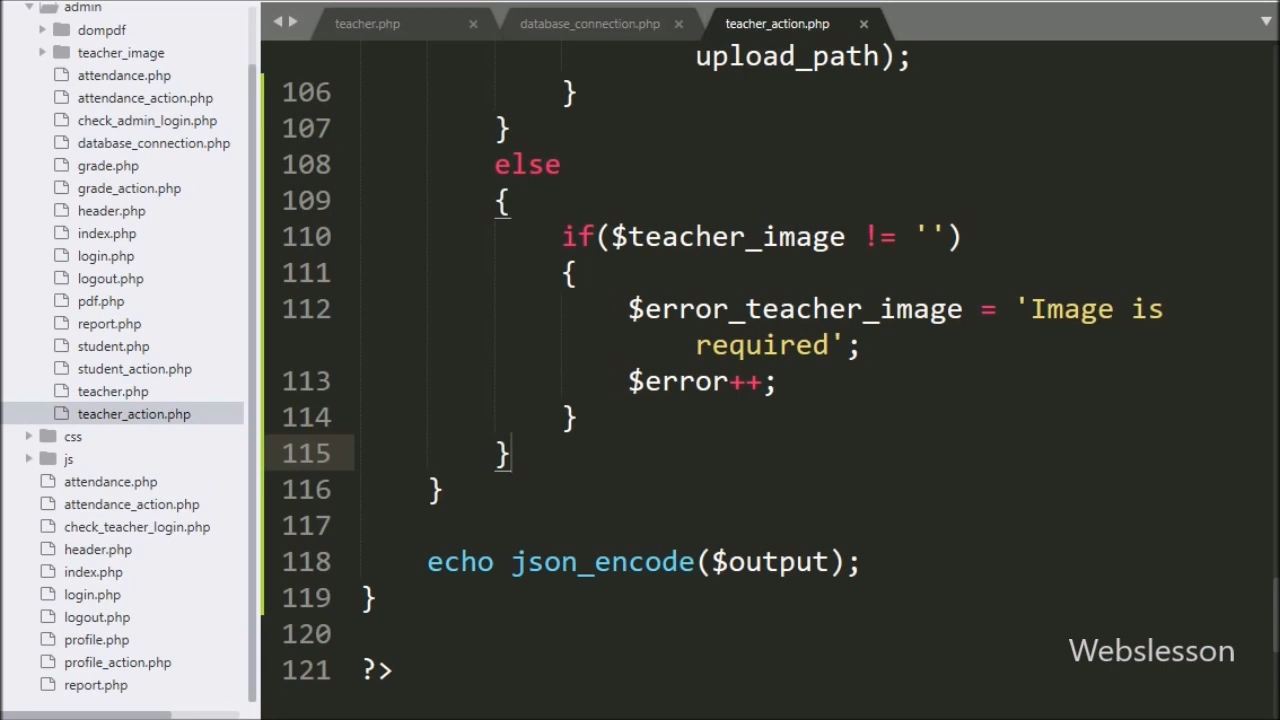 admin
dompdf
teacher_image
attendance.php
attendance_action.php
check_admin_login.php
database_connection.php
grade.php
grade_action.php
header.php
index.php
login.php
logout.php
pdf.php
report.php
student.php
student_action.php
teacher.php
teacher_action.php
css
js
attendance.php
attendance_action.php
check_teacher_login.php
header.php
index.php
login.php
logout.php
profile.php
profile_action.php
report.php
teacher.php database_connection.php teacher_action.php
upload_path);
106 }
107 }
108 else
109 {
110 if($teacher_image != '')
111 {
112 $error_teacher_image = 'Image is
required';
113 $error++;
114 }
115 }
116 }
117
118 echo json_encode($output);
119 }
120
121 ?>
Webslesson